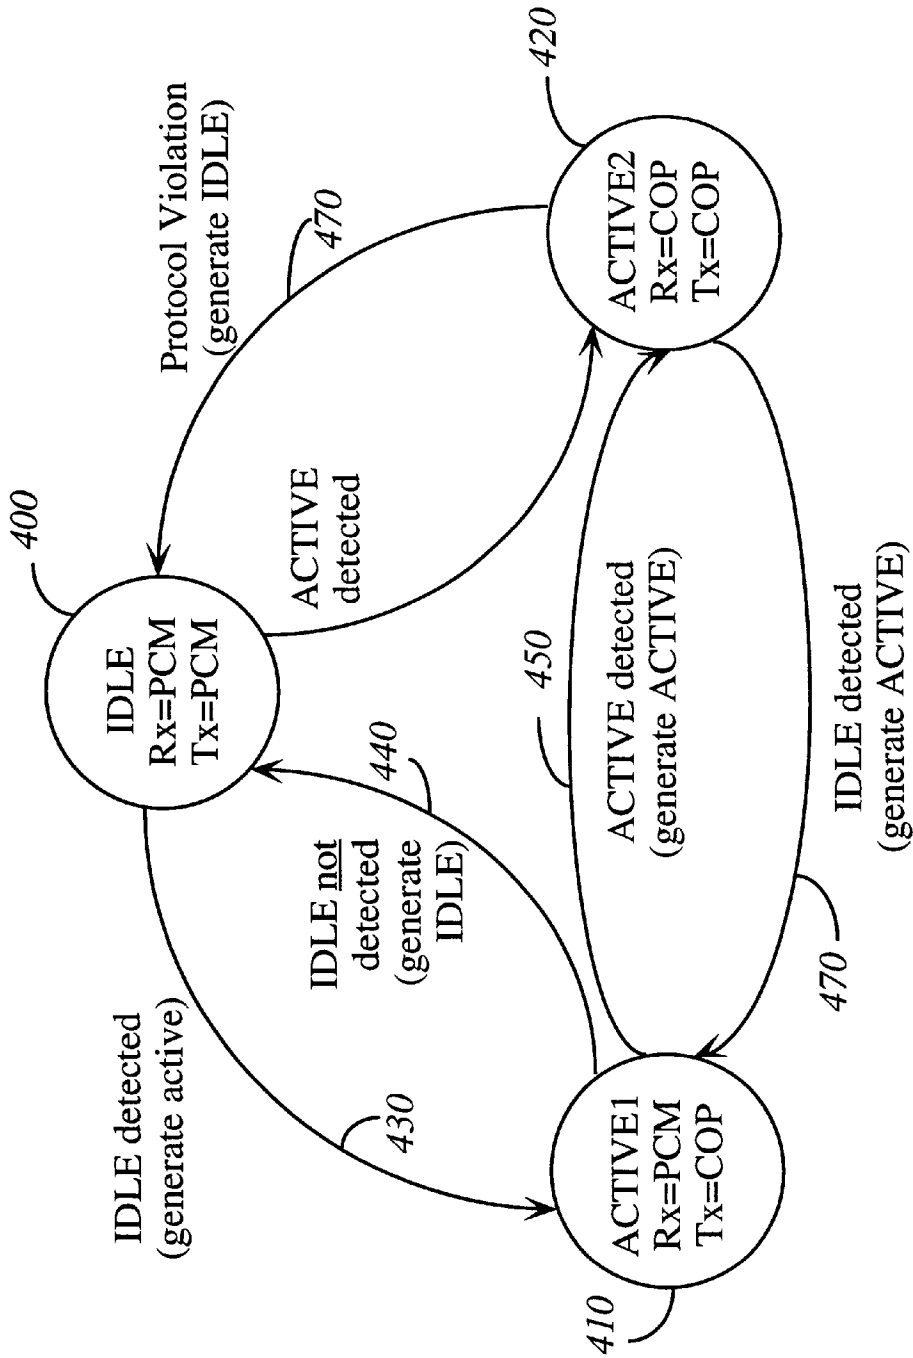 400
IDLE
Rx=PCM
Tx=PCM
IDLE detected
(generate active)
430
Protocol Violation
(generate IDLE)
470
IDLE not
detected
(generate
IDLE)
440
ACTIVE
detected
410
ACTIVE1
Rx=PCM
Tx=COP
420
ACTIVE2
Rx=COP
Tx=COP
450
ACTIVE detected
(generate ACTIVE)
470
IDLE detected
(generate ACTIVE)